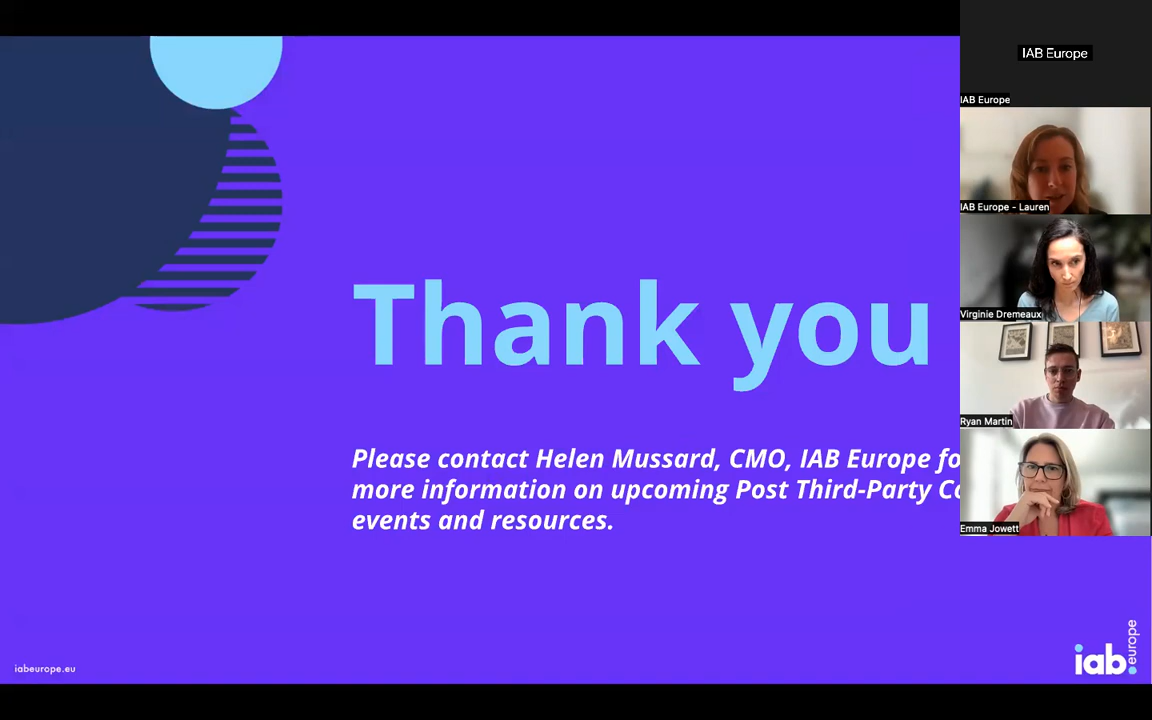 IAB Europe
IAB Europe
IAB Europe - Lauren
Virginie Dremeaux
Ryan Martin
Emma Jowett
Thank you
Please contact Helen Mussard, CMO, IAB Europe fo
more information on upcoming Post Third-Party Co
events and resources.
iabeurope.eu
iab europe